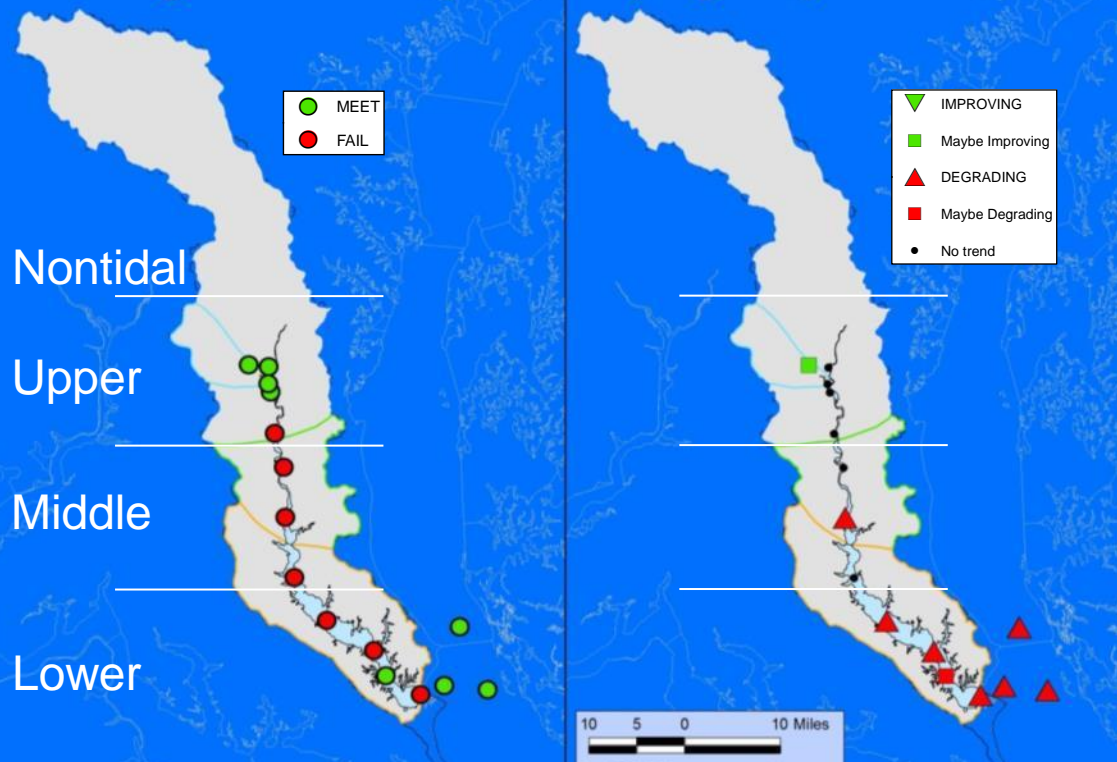 MEET
FAIL
Nontidal
Upper
Middle
Lower
IMPROVING
Maybe Improving
DEGRADING
Maybe Degrading
No trend
10 5 0 10 Miles